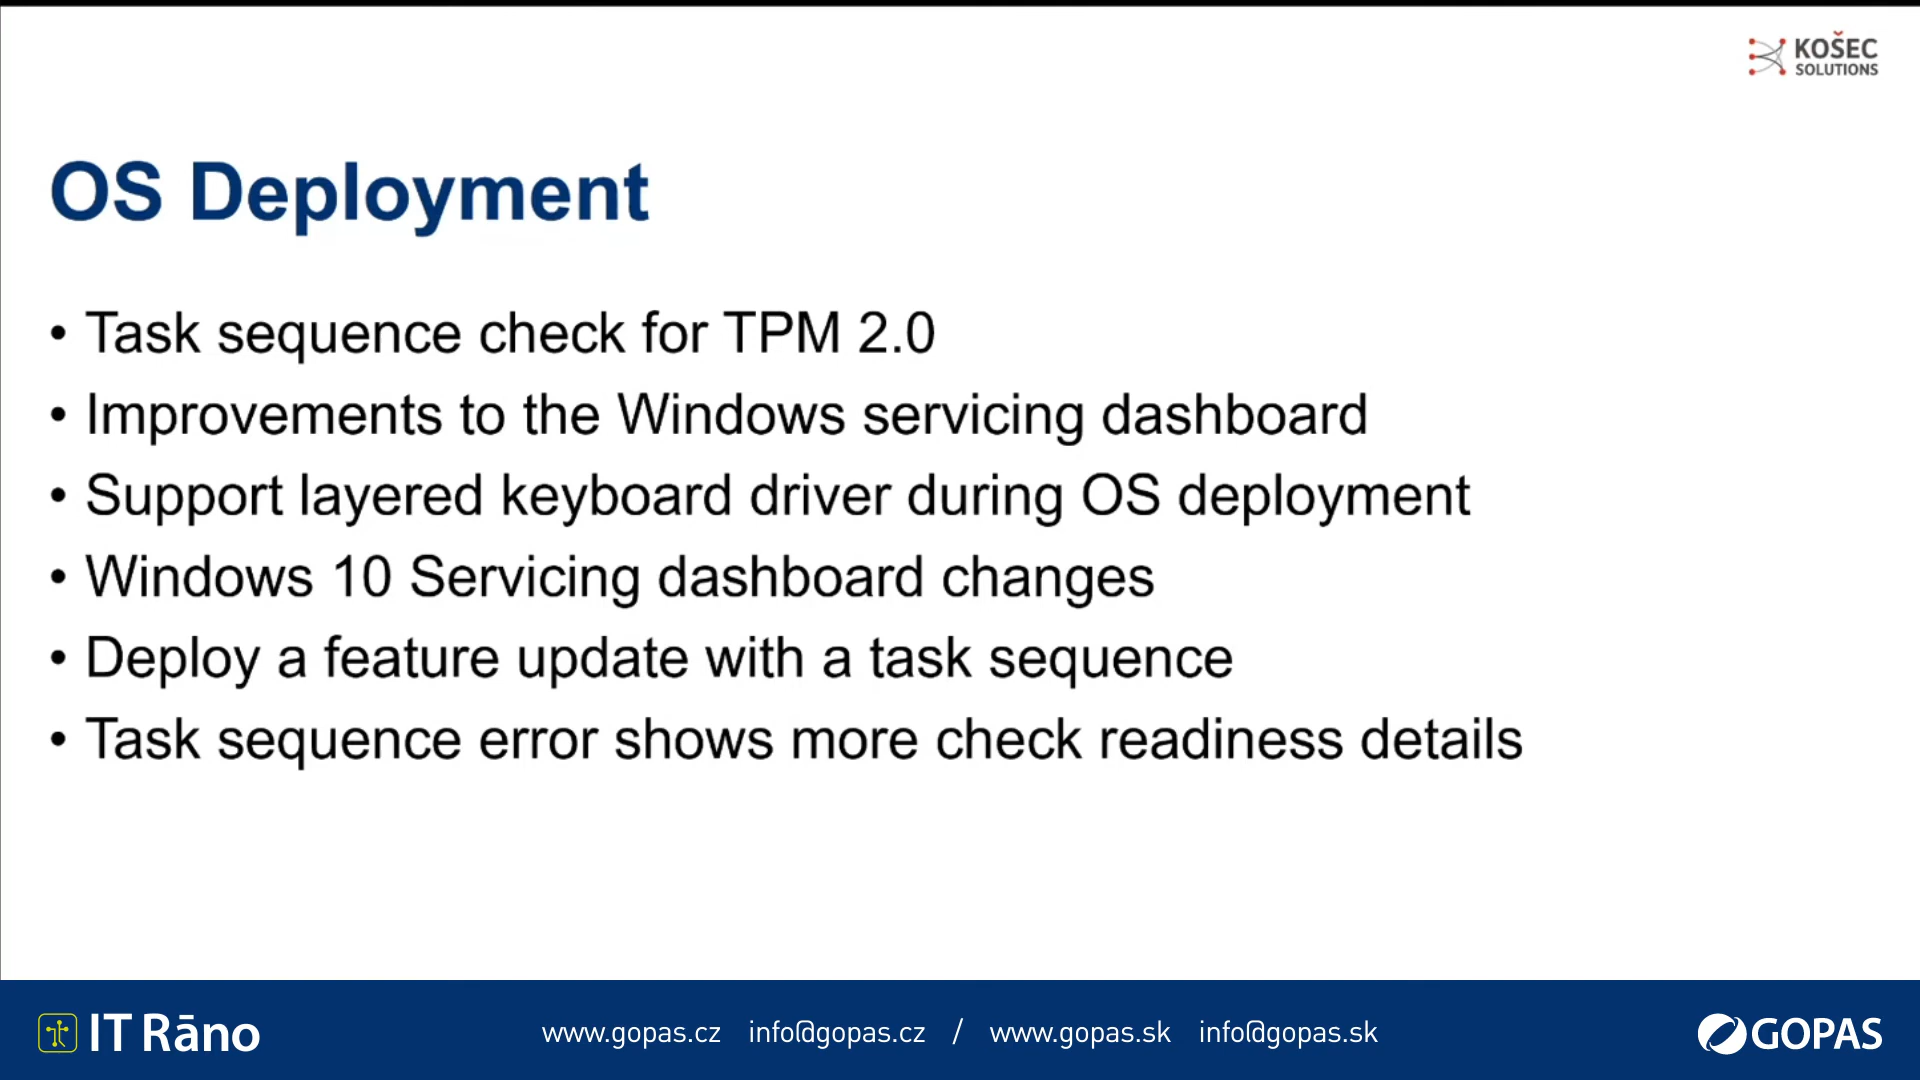 KOŠEC
SOLUTIONS
OS Deployment
• Task sequence check for TPM 2.0
• Improvements to the Windows servicing dashboard
• Support layered keyboard driver during OS deployment
• Windows 10 Servicing dashboard changes
• Deploy a feature update with a task sequence
• Task sequence error shows more check readiness details
IT Rāno
www.gopas.cz info@gopas.cz / www.gopas.sk info@gopas.sk
GOPAS